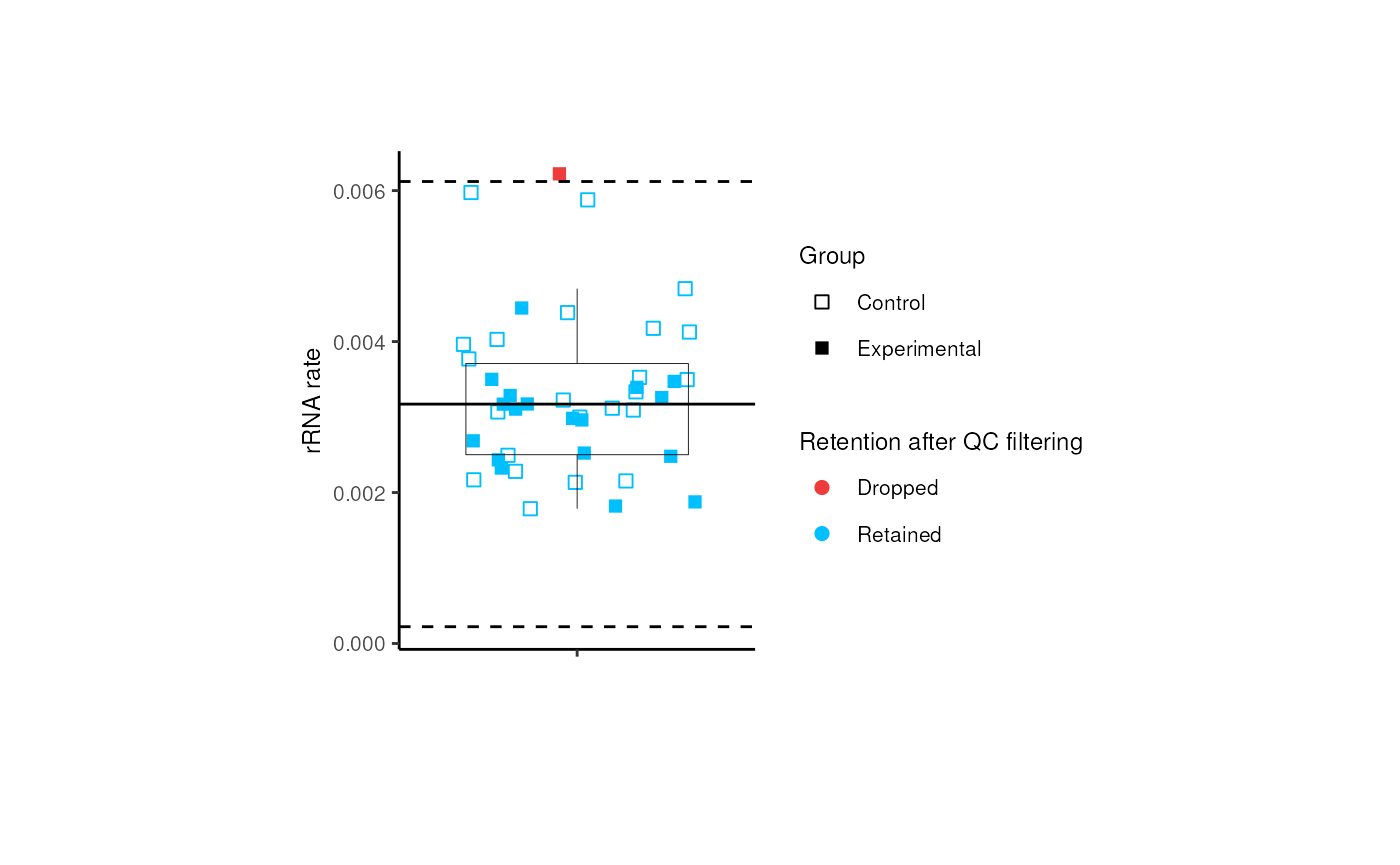 rRNA rate
0.006
0.004
0.002
0.000
Group
Control
Experimental
Retention after QC filtering
Dropped
Retained